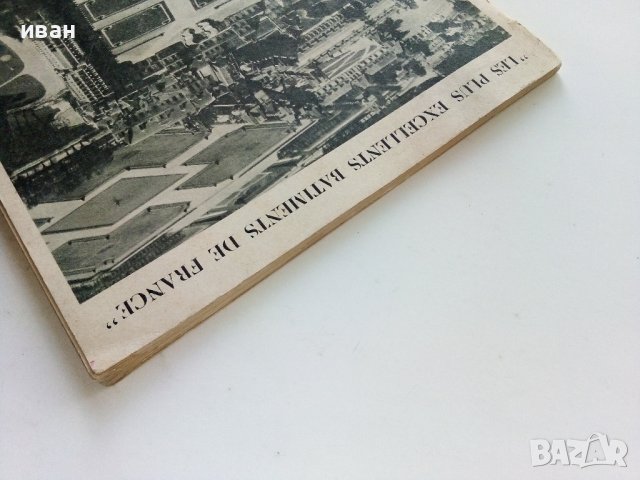 иван
"LES PLUS EXCELLENTS BATIMENTS DE FRANCE"
BAZAR